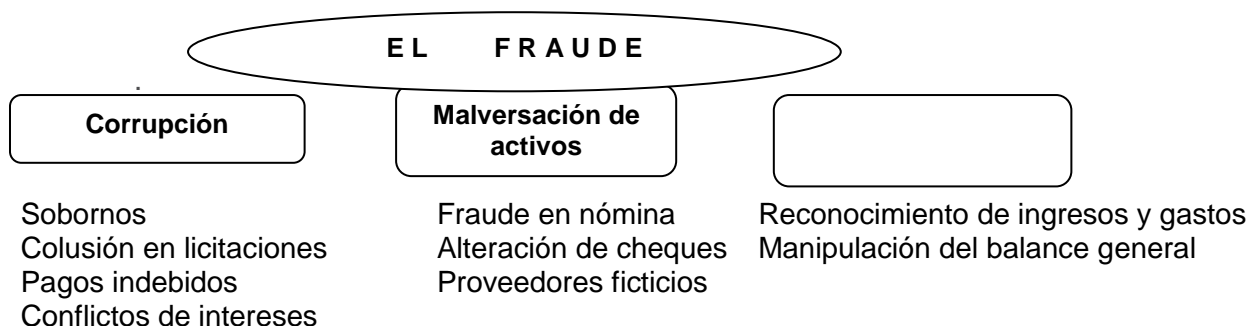 E L F R A U D E
Corrupción
Malversación de
activos
Sobornos
Colusión en licitaciones
Pagos indebidos
Conflictos de intereses
Fraude en nómina
Alteración de cheques
Proveedores ficticios
Reconocimiento de ingresos y gastos
Manipulación del balance general